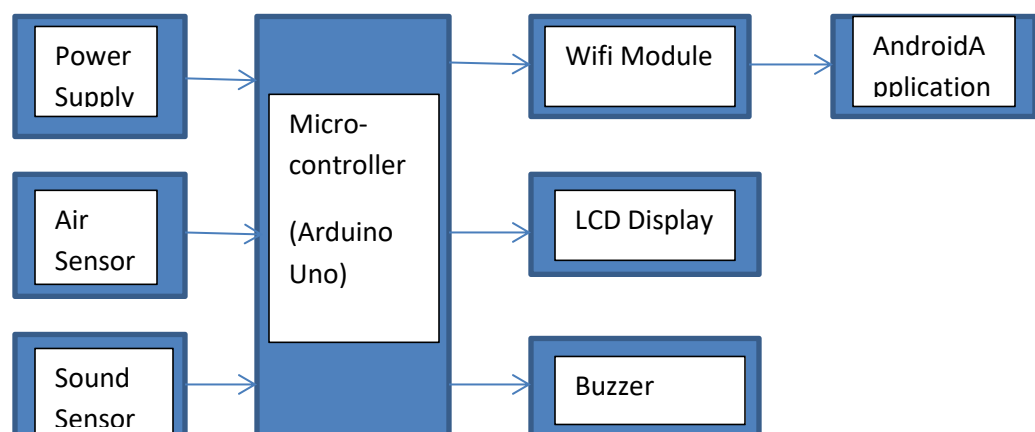 Power
Supply
Air
Sensor
Sound
Sensor
Micro-
controller
(Arduino
Uno)
Wifi Module
AndroidA
pplication
LCD Display
Buzzer